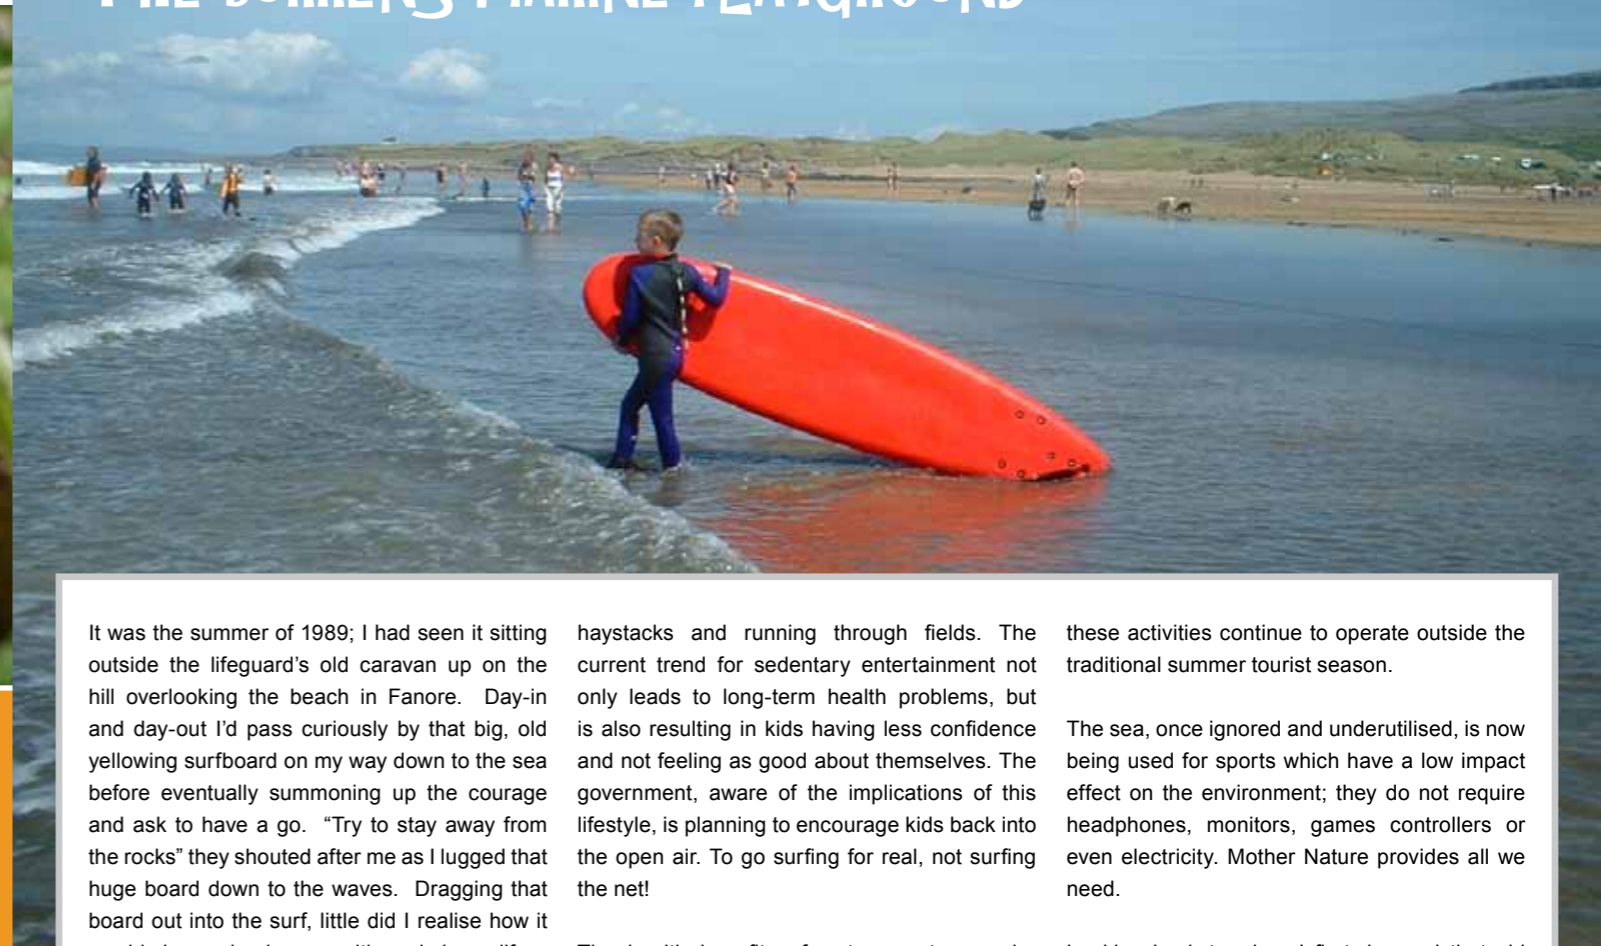 It was the summer of 1989; I had seen it sitting
outside the lifeguard’s old caravan up on the
hill overlooking the beach in Fanore.  Day-in
and day-out I’d pass curiously by that big, old
yellowing surfboard on my way down to the sea
before eventually summoning up the courage
and ask to have a go.  “Try to stay away from
the rocks” they shouted after me as I lugged that
huge board down to the waves.  Dragging that
board out into the surf, little did I realise how it
haystacks and running through fields. The
current trend for sedentary entertainment not
only leads to long-term health problems, but
is also resulting in kids having less confidence
and not feeling as good about themselves. The
government, aware of the implications of this
lifestyle, is planning to encourage kids back into
the open air. To go surfing for real, not surfing
the net!
these activities continue to operate outside the
traditional summer tourist season.
The sea, once ignored and underutilised, is now
being used for sports which have a low impact
effect on the environment; they do not require
headphones, monitors, games controllers or
even electricity. Mother Nature provides all we
need.